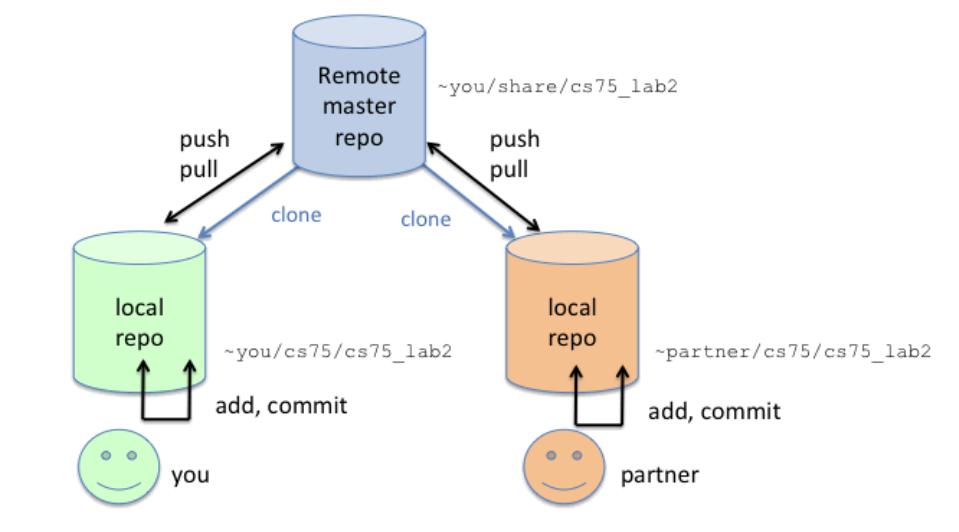 Remote
master
repo
~you/share/cs75_lab2
push
pull
push
pull
clone
clone
local
repo
~you/cs75/cs75_lab2
add, commit
you
local
repo
~partner/cs75/cs75_lab2
add, commit
partner